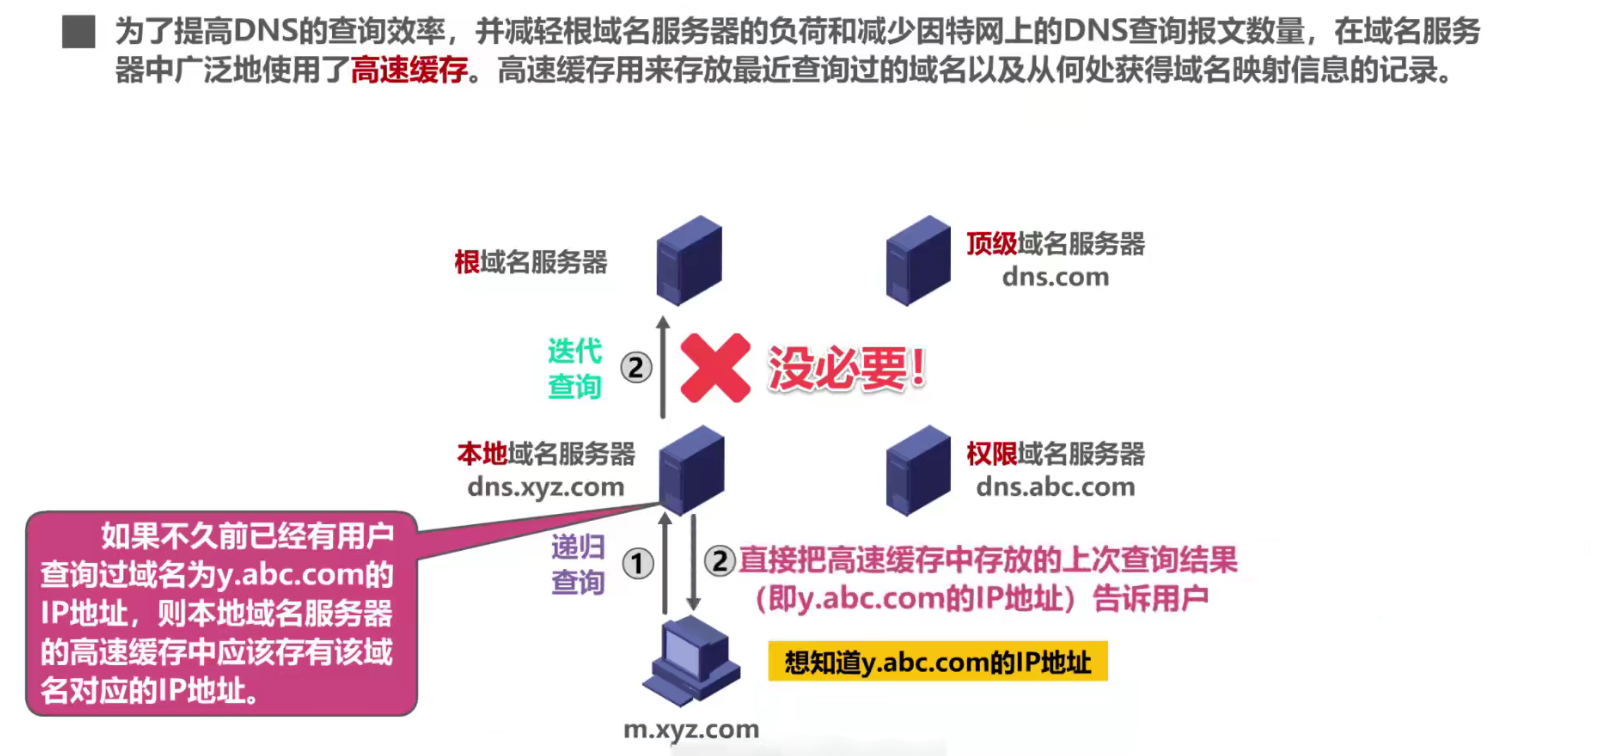 为了提高DNS的查询效率，并减轻根域名服务器的负荷和减少因特网上的DNS查询报文数量，在域名服务
器中广泛地使用了高速缓存。高速缓存用来存放最近查询过的域名以及从何处获得域名映射信息的记录。
根域名服务器
顶级域名服务器
dns.com
迭代
查询
②
没必要！
本地域名服务器
dns.xyz.com
权限域名服务器
dns.abc.com
如果不久前已经有用户
查询过域名为y.abc.com的
IP地址，则本地域名服务器
的高速缓存中应该存有该域
名对应的IP地址。
递归
查询
①
②直接把高速缓存中存放的上次查询结果
（即y.abc.com的IP地址）告诉用户
想知道y.abc.com的IP地址
m.xyz.com